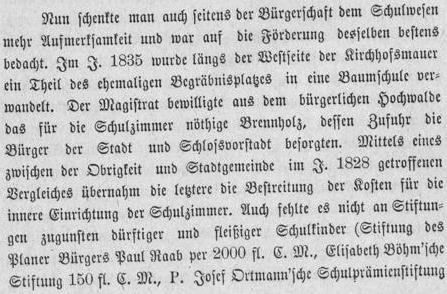 Nun schenkte man auch seitens der Bürgerschaft dem Schulwesen
mehr Aufmerksamkeit und war auf die Förderung desselben bestens
bedacht. Im J. 1835 wurde längs der Westseite der Kirchhofsmauer
ein Theil des ehemaligen Begräbnisplatzes in eine Baumschule ver-
wandelt. Der Magistrat bewilligte aus dem bürgerlichen Hochwalde
das für die Schulzimmer nöthige Brennholz, dessen Zufuhr die
Bürger der Stadt und Schlossvorstadt besorgten. Mittels eines
zwischen der Obrigkeit und Stadtgemeinde im J. 1828 getroffenen
Vergleiches übernahm die letztere die Bestreitung der Kosten für die
innere Einrichtung der Schulzimmer. Auch fehlte es nicht an Stiftun-
gen zugunsten dürftiger und fleißiger Schulkinder (Stiftung des
Planer Bürgers Paul Raab per 2000 fl. C. M., Elisabeth Böhm'sche
Stiftung 150 fl. C. M., P. Josef Ortmann'sche Schulprämienstiftung